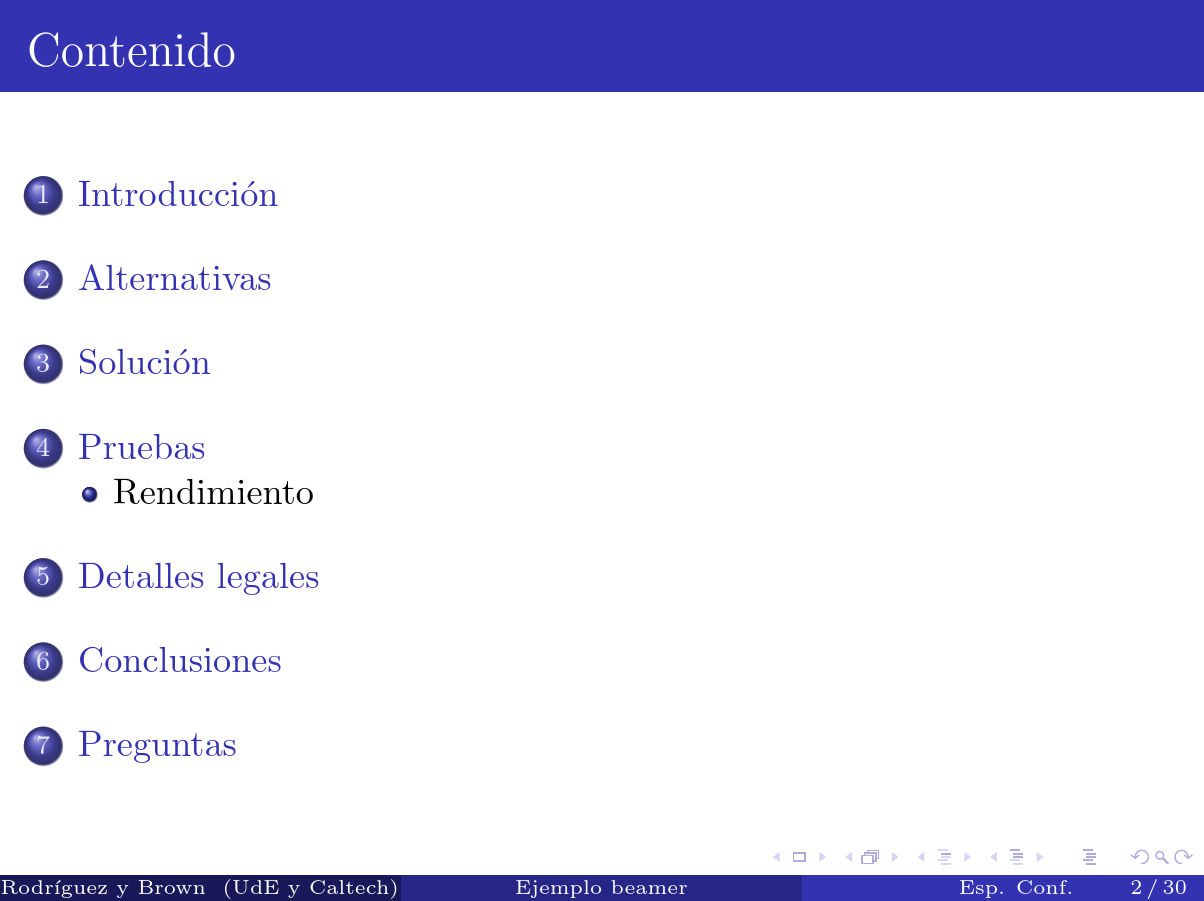 Contenido
1 Introducción
2 Alternativas
3 Solución
4 Pruebas
Rendimiento
5 Detalles legales
6 Conclusiones
7 Preguntas
Rodríguez y Brown (UdE y Caltech) Ejemplo beamer Esp. Conf. 2 / 30